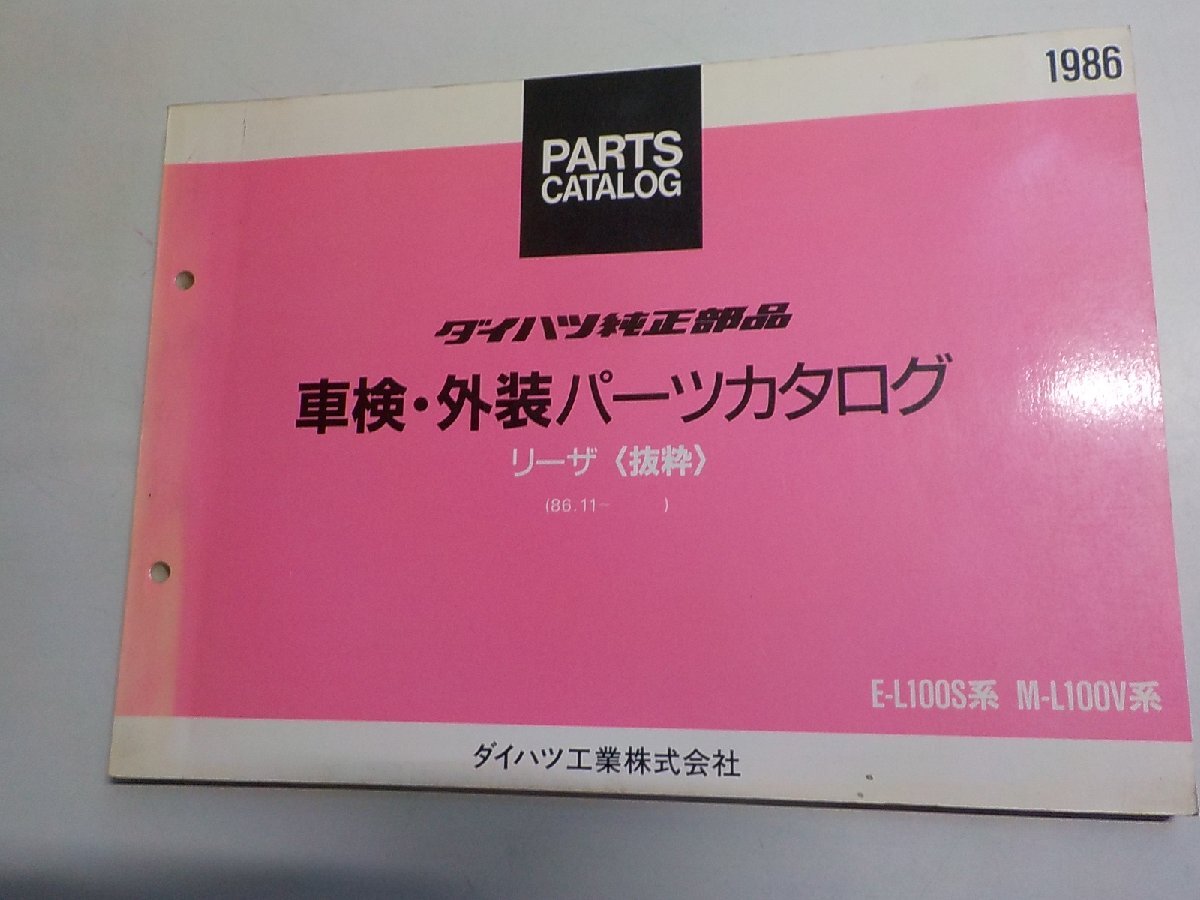 1986
PARTS
CATALOG
ダイハツ純正部品
車検・外装パーツカタログ
リーザ〈抜粋〉
(86.11− )
E-L100S系 M-L100V系
ダイハツ工業株式会社